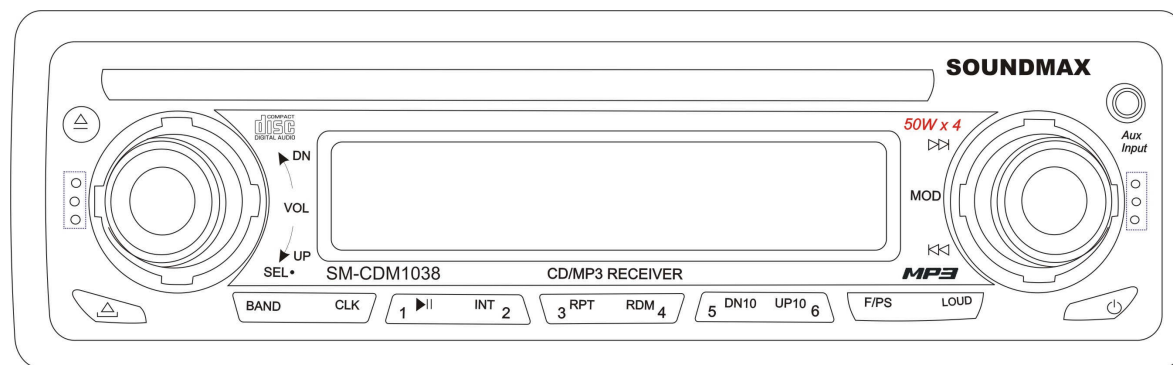 SOUNDMAX
COMPACT
disc
DIGITAL AUDIO
50W x 4
Aux
Input
DN
VOL
MOD
UP
SEL•
SM-CDM1038
CD/MP3 RECEIVER
MP3
BAND CLK
1 INT 2
3 RPT RDM 4
5 DN10 UP10 6
F/PS LOUD